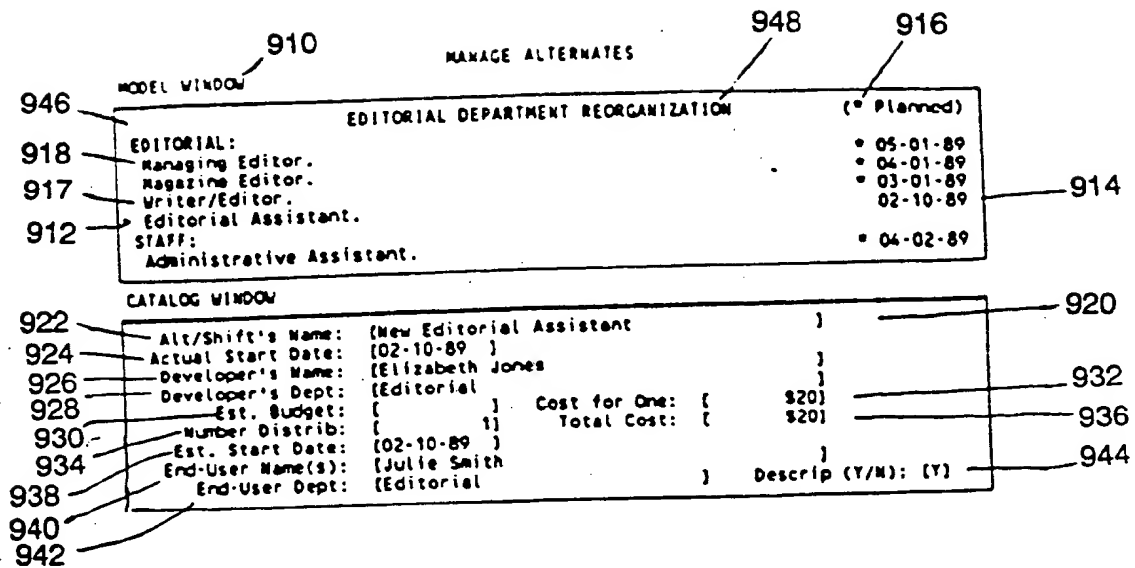 948
916
910
MANAGE ALTERNATES
MODEL WINDOW
946
EDITORIAL DEPARTMENT REORGANIZATION (* Planned)
EDITORIAL: * 05-01-89
918 Managing Editor. * 04-01-89
Magazine Editor. * 03-01-89
917 Writer/Editor. 02-10-89 914
912 Editorial Assistant.
STAFF: * 04-02-89
Administrative Assistant.
CATALOG WINDOW
920
922 Alt/Shift's Name: [New Editorial Assistant ]
924 Actual Start Date: [02-10-89 ]
926 Developer's Name: [Elizabeth Jones ]
928 Developer's Dept: [Editorial ]
930 Est. Budget: [ ] Cost for One: [ $20] 932
934 Number Distrib: [ 1] Total Cost: [ $20] 936
938 Est. Start Date: [02-10-89 ]
940 End-User Name(s): [Julie Smith ]
942 End-User Dept: [Editorial ] Descrip (Y/N): [Y] 944